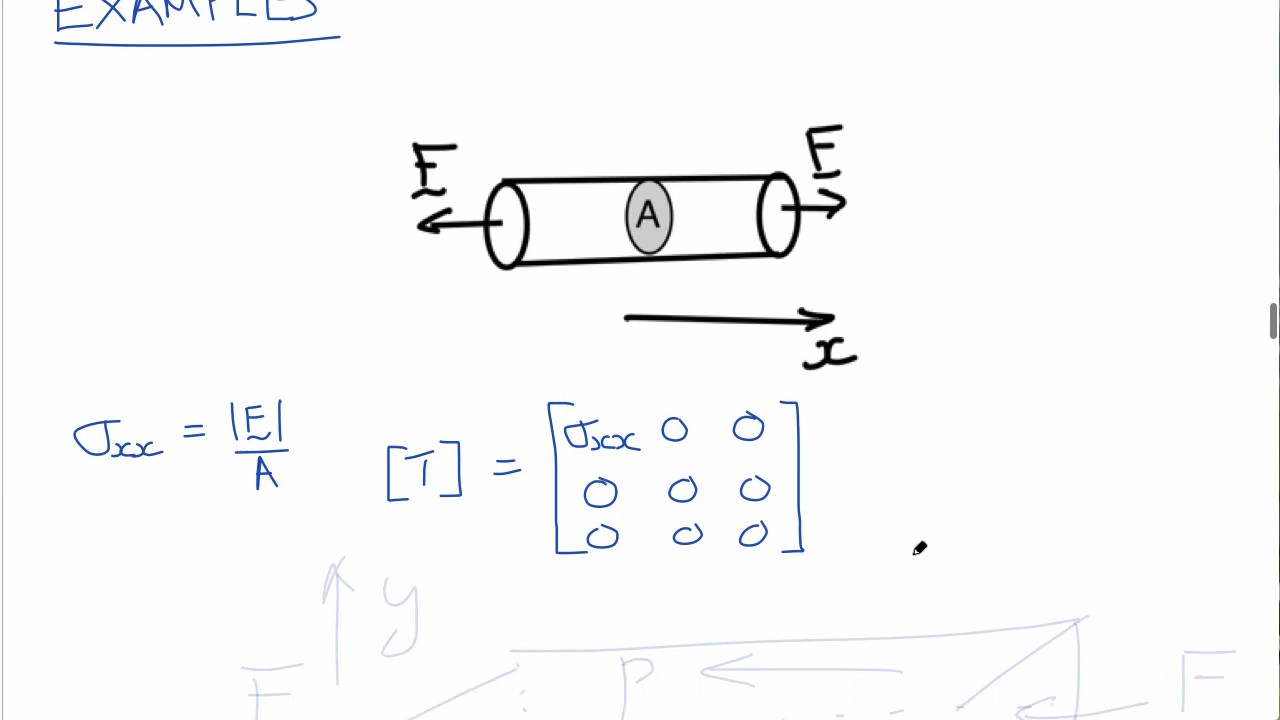 EXAMPLES
F F
A
x
σxx = |F| / A [T] = [σxx 0 0
0 0 0
0 0 0]
y
F P F